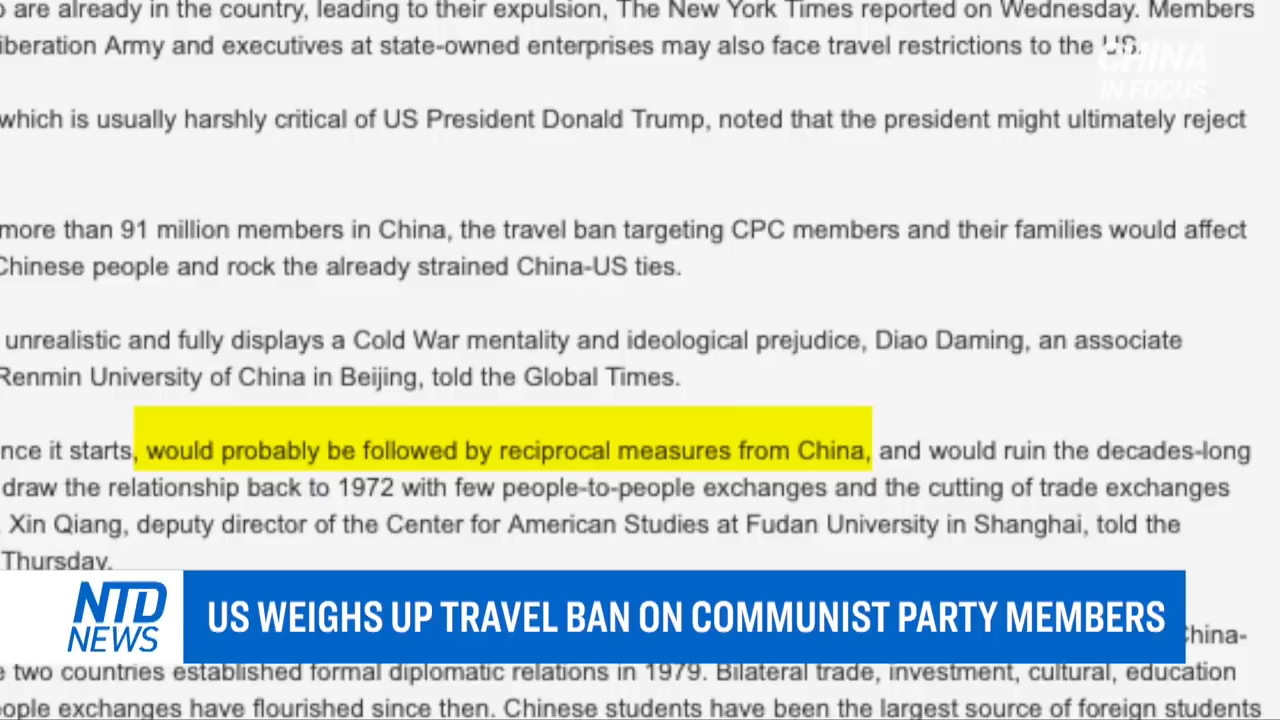 are already in the country, leading to their expulsion, The New York Times reported on Wednesday. Members
iberation Army and executives at state-owned enterprises may also face travel restrictions to the US.
CHINA
IN FOCUS
which is usually harshly critical of US President Donald Trump, noted that the president might ultimately reject
more than 91 million members in China, the travel ban targeting CPC members and their families would affect
Chinese people and rock the already strained China-US ties.
unrealistic and fully displays a Cold War mentality and ideological prejudice, Diao Daming, an associate
Renmin University of China in Beijing, told the Global Times.
nce it starts, would probably be followed by reciprocal measures from China, and would ruin the decades-long
draw the relationship back to 1972 with few people-to-people exchanges and the cutting of trade exchanges
Xin Qiang, deputy director of the Center for American Studies at Fudan University in Shanghai, told the
Thursday.
NTD
NEWS
US WEIGHS UP TRAVEL BAN ON COMMUNIST PARTY MEMBERS
China-
e two countries established formal diplomatic relations in 1979. Bilateral trade, investment, cultural, education
ople exchanges have flourished since then. Chinese students have been the largest source of foreign students